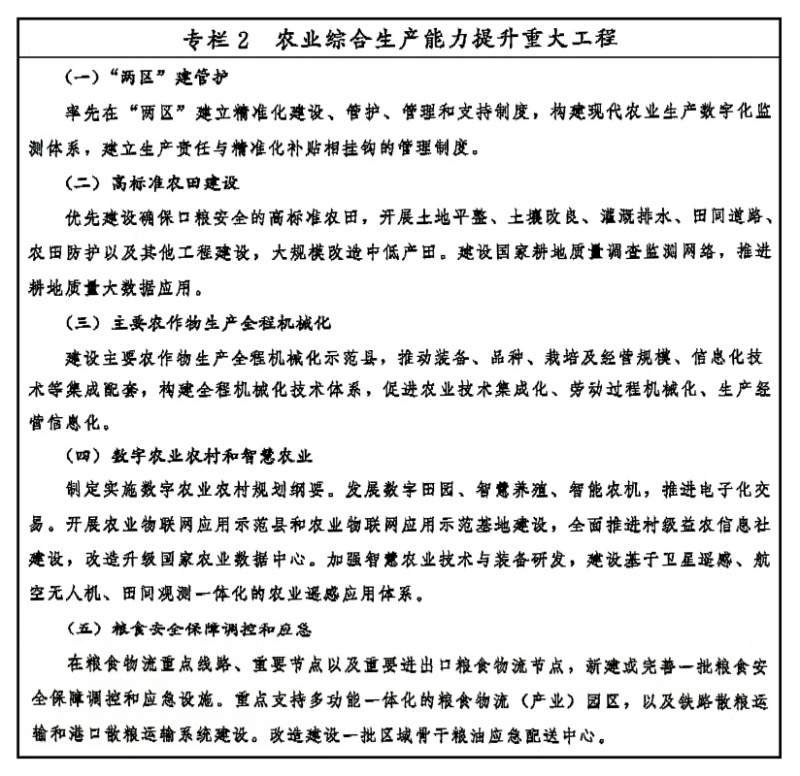 专栏2 农业综合生产能力提升重大工程
（一）“两区”建管护
率先在“两区”建立精准化建设、管护、管理和支持制度，构建现代农业生产数字化监
测体系，建立生产责任与精准化补贴相挂钩的管理制度。
（二）高标准农田建设
优先建设确保口粮安全的高标准农田，开展土地平整、土壤改良、灌溉排水、田间道路、
农田防护以及其他工程建设，大规模改造中低产田。建设国家耕地质量调查监测网络，推进
耕地质量大数据应用。
（三）主要农作物生产全程机械化
建设主要农作物生产全程机械化示范县，推动装备、品种、栽培及经营规模、信息化技
术等集成配套，构建全程机械化技术体系，促进农业技术集成化、劳动过程机械化、生产经
营信息化。
（四）数字农业农村和智慧农业
制定实施数字农业农村规划纲要。发展数字田园、智慧养殖、智能农机，推进电子化交
易。开展农业物联网应用示范县和农业物联网应用示范基地建设，全面推进村级益农信息社
建设，改造升级国家农业数据中心。加强智慧农业技术与装备研发，建设基于卫星遥感、航
空无人机、田间观测一体化的农业遥感应用体系。
（五）粮食安全保障调控和应急
在粮食物流重点线路、重要节点以及重要进出口粮食物流节点，新建或完善一批粮食安
全保障调控和应急设施。重点支持多功能一体化的粮食物流（产业）园区，以及铁路散粮运
输和港口散粮运输系统建设。改造建设一批区域骨干粮油应急配送中心。